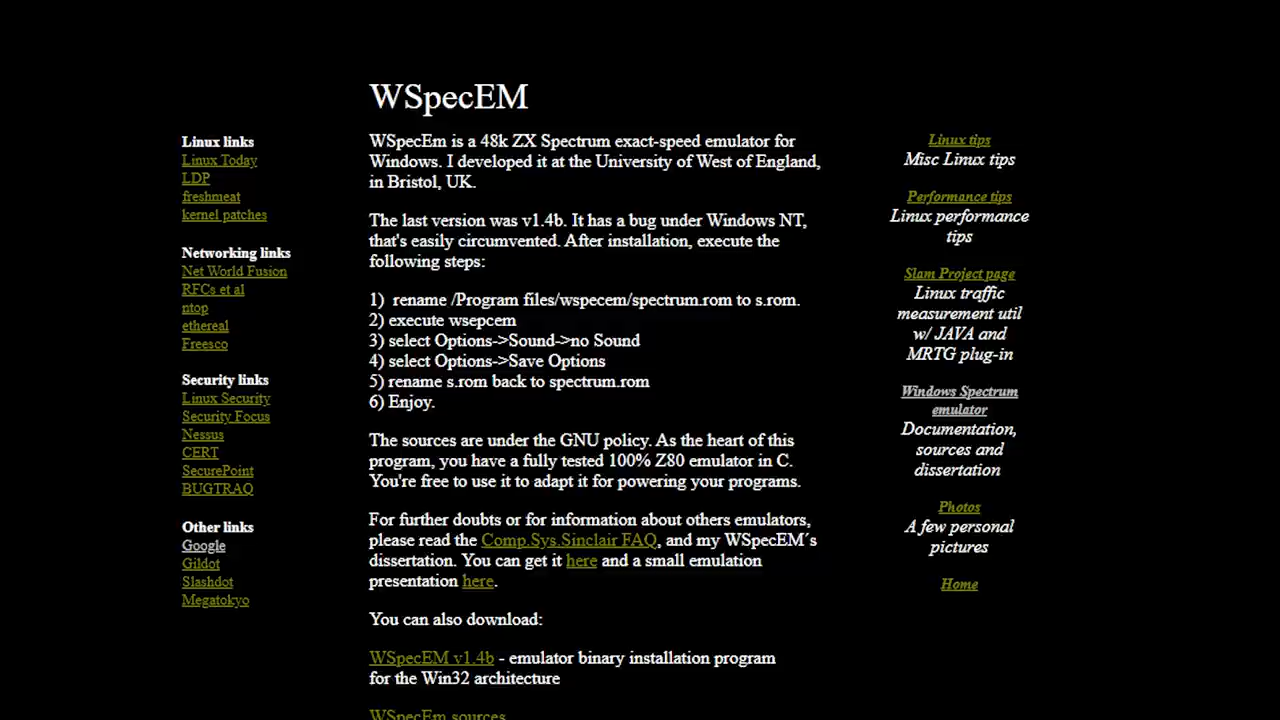 WSpecEM
Linux links
Linux Today
LDP
freshmeat
kernel patches
Networking links
Net World Fusion
RFCs et al
ntop
ethereal
Freesco
Security links
Linux Security
Security Focus
Nessus
CERT
SecurePoint
BUGTRAQ
Other links
Google
Gildot
Slashdot
Megatokyo
WSpecEm is a 48k ZX Spectrum exact-speed emulator for
Windows. I developed it at the University of West of England,
in Bristol, UK.
The last version was v1.4b. It has a bug under Windows NT,
that's easily circumvented. After installation, execute the
following steps:
1)  rename /Program files/wspecem/spectrum.rom to s.rom.
2) execute wsepcem
3) select Options->Sound->no Sound
4) select Options->Save Options
5) rename s.rom back to spectrum.rom
6) Enjoy.
The sources are under the GNU policy. As the heart of this
program, you have a fully tested 100% Z80 emulator in C.
You're free to use it to adapt it for powering your programs.
For further doubts or for information about others emulators,
please read the Comp.Sys.Sinclair FAQ, and my WSpecEM´s
dissertation. You can get it here and a small emulation
presentation here.
You can also download:
WSpecEM v1.4b - emulator binary installation program
for the Win32 architecture
WSpecEm sources
Linux tips
Misc Linux tips
Performance tips
Linux performance
tips
Slam Project page
Linux traffic
measurement util
w/ JAVA and
MRTG plug-in
Windows Spectrum
emulator
Documentation,
sources and
dissertation
Photos
A few personal
pictures
Home